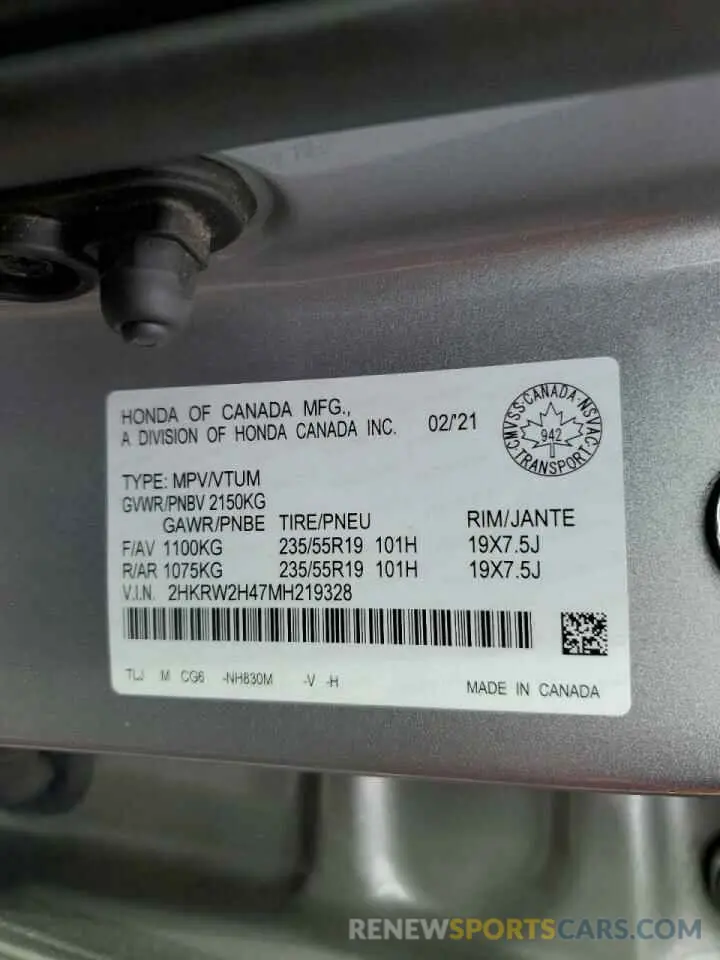 HONDA OF CANADA MFG.,
A DIVISION OF HONDA CANADA INC. 02/'21
CMVSS·CANADA·NSVAC
942
·TRANSPORT·
TYPE: MPV/VTUM
GVWR/PNBV 2150KG
GAWR/PNBE TIRE/PNEU RIM/JANTE
F/AV 1100KG 235/55R19 101H 19X7.5J
R/AR 1075KG 235/55R19 101H 19X7.5J
V.I.N. 2HKRW2H47MH219328
TLJ M CG6 -NH830M -V -H
MADE IN CANADA
RENEWSPORTSCARS.COM